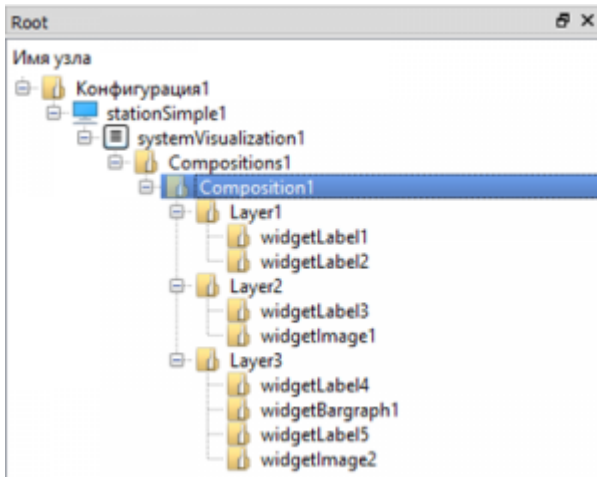 Root
Имя узла
Конфигурация1
stationSimple1
systemVisualization1
Compositions1
Composition1
Layer1
widgetLabel1
widgetLabel2
Layer2
widgetLabel3
widgetImage1
Layer3
widgetLabel4
widgetBargraph1
widgetLabel5
widgetImage2